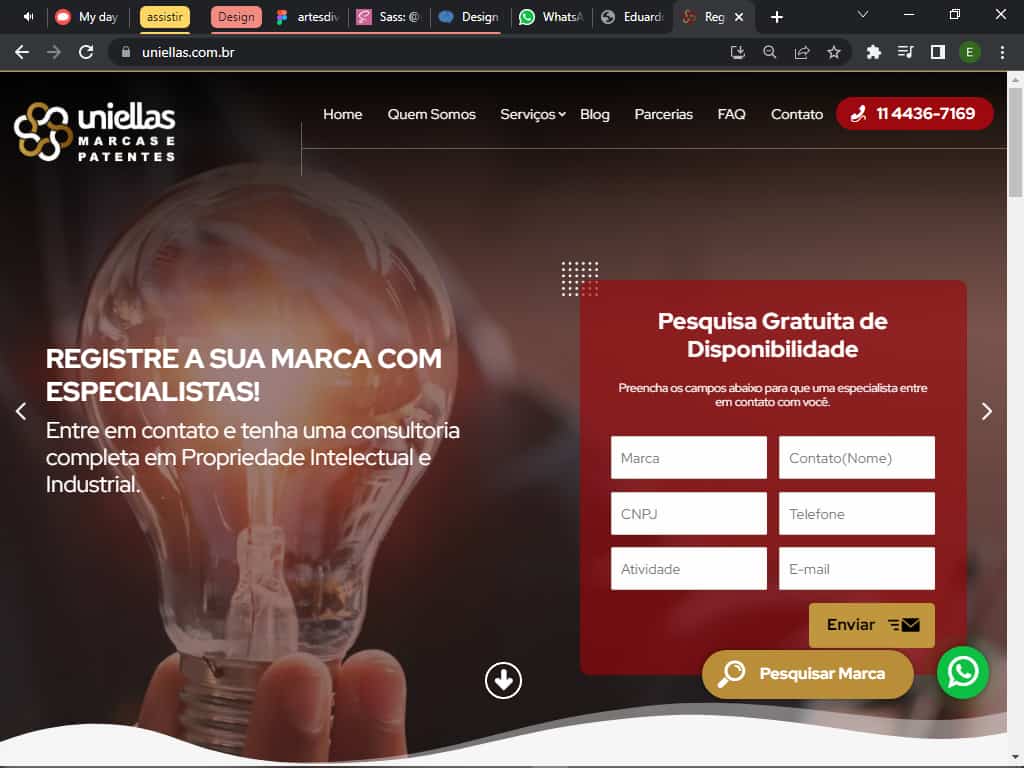 My day
assistir
Design
artesdiv
Sass: @
Design
WhatsA
Eduard
Reg
uniellas.com.br
E
uniellas
MARCAS E
PATENTES
Home Quem Somos Serviços Blog Parcerias FAQ Contato 11 4436-7169
REGISTRE A SUA MARCA COM
ESPECIALISTAS!
Entre em contato e tenha uma consultoria
completa em Propriedade Intelectual e
Industrial.
Pesquisa Gratuita de
Disponibilidade
Preencha os campos abaixo para que uma especialista entre
em contato com você.
Marca Contato(Nome)
CNPJ Telefone
Atividade E-mail
Enviar
Pesquisar Marca